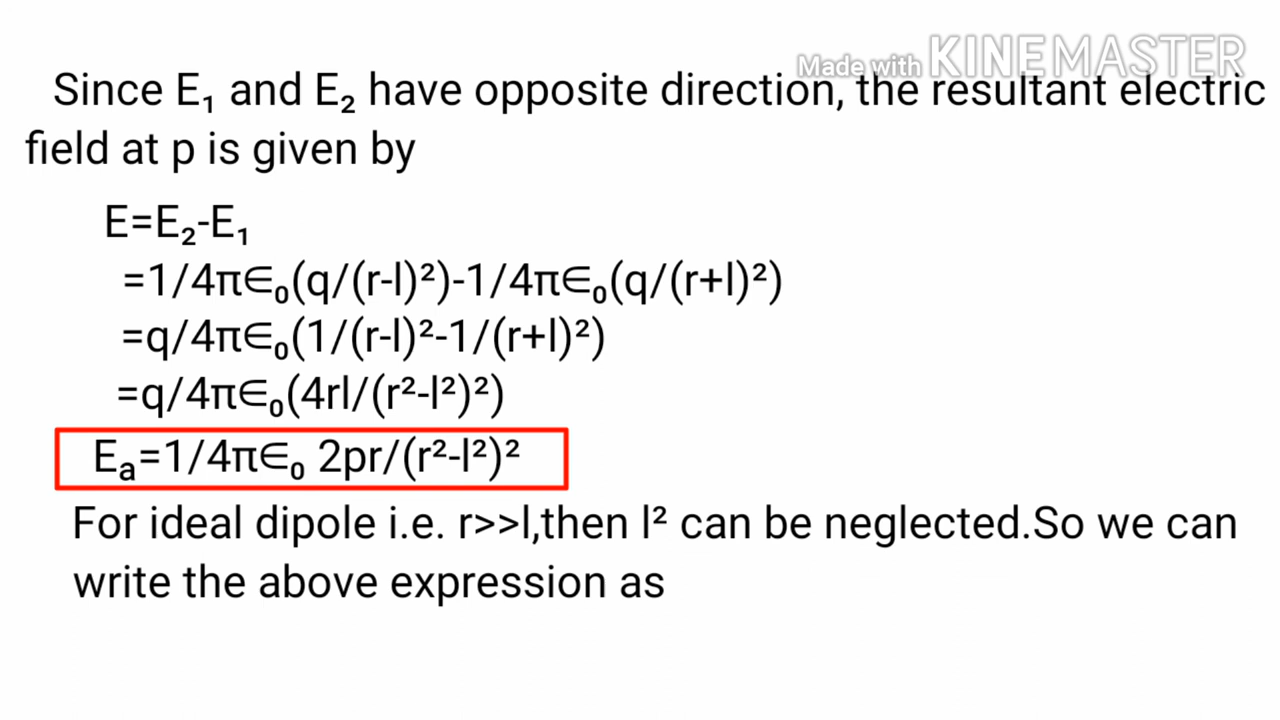 Made with KINEMASTER
Since E₁ and E₂ have opposite direction, the resultant electric
field at p is given by
E=E₂-E₁
=1/4π∈₀(q/(r-l)²)-1/4π∈₀(q/(r+l)²)
=q/4π∈₀(1/(r-l)²-1/(r+l)²)
=q/4π∈₀(4rl/(r²-l²)²)
Eₐ=1/4π∈₀ 2pr/(r²-l²)²
For ideal dipole i.e. r>>l,then l² can be neglected.So we can
write the above expression as